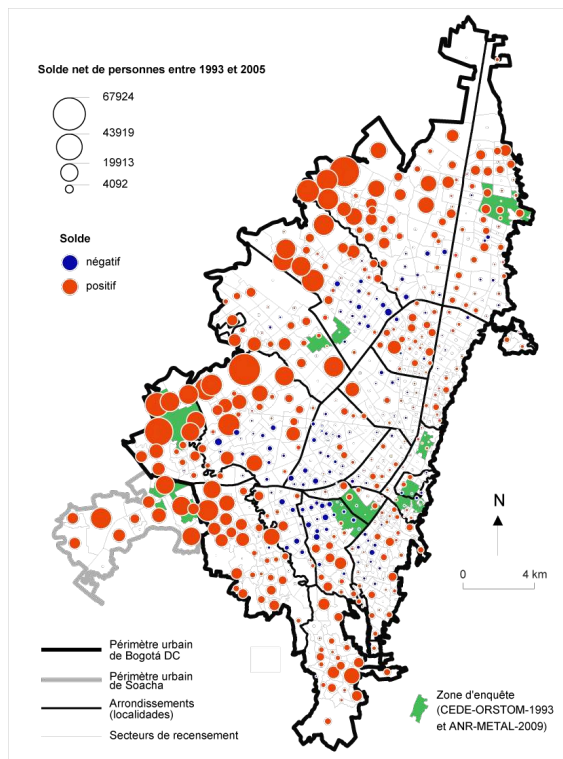 Solde net de personnes entre 1993 et 2005
67924
43919
19913
4092
Solde
négatif
positif
N
0 4 km
Périmètre urbain
de Bogotá DC
Périmètre urbain
de Soacha
Arrondissements
(localidades)
Secteurs de recensement
Zone d'enquête
(CEDE-ORSTOM-1993
et ANR-METAL-2009)